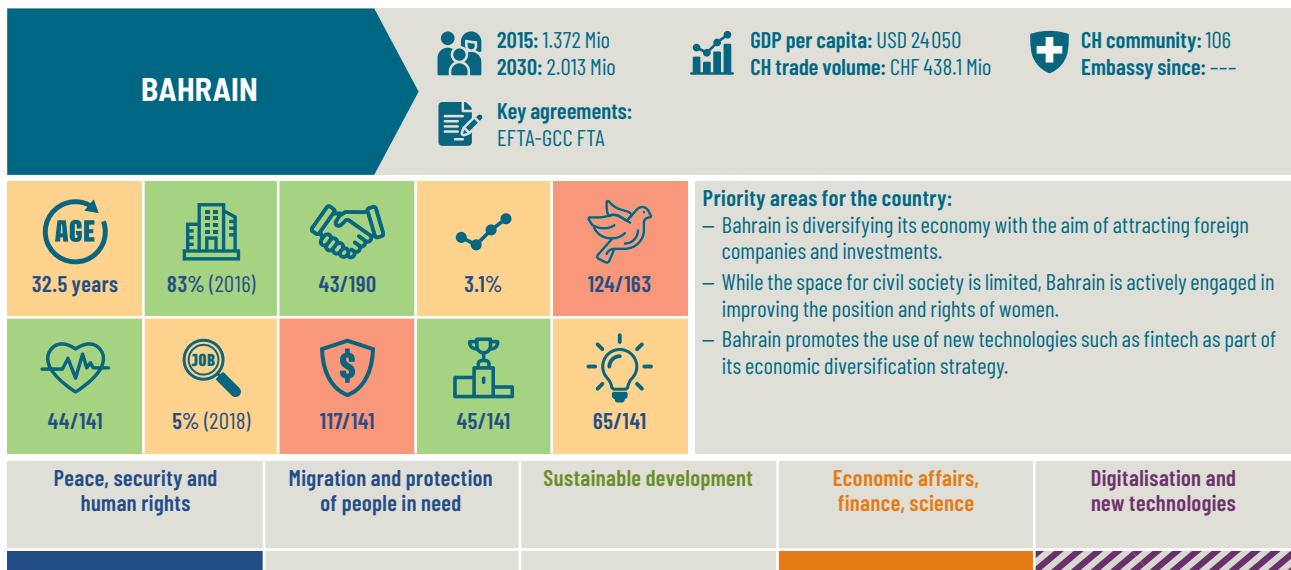 BAHRAIN
2015: 1.372 Mio
2030: 2.013 Mio
GDP per capita: USD 24 050
CH trade volume: CHF 438.1 Mio
CH community: 106
Embassy since: –––
Key agreements:
EFTA-GCC FTA
AGE
32.5 years
83% (2016)
43/190
3.1%
124/163
JOB
$
44/141
5% (2018)
117/141
45/141
65/141
Priority areas for the country:
– Bahrain is diversifying its economy with the aim of attracting foreign
companies and investments.
– While the space for civil society is limited, Bahrain is actively engaged in
improving the position and rights of women.
– Bahrain promotes the use of new technologies such as fintech as part of
its economic diversification strategy.
Peace, security and
human rights
Migration and protection
of people in need
Sustainable development
Economic affairs,
finance, science
Digitalisation and
new technologies